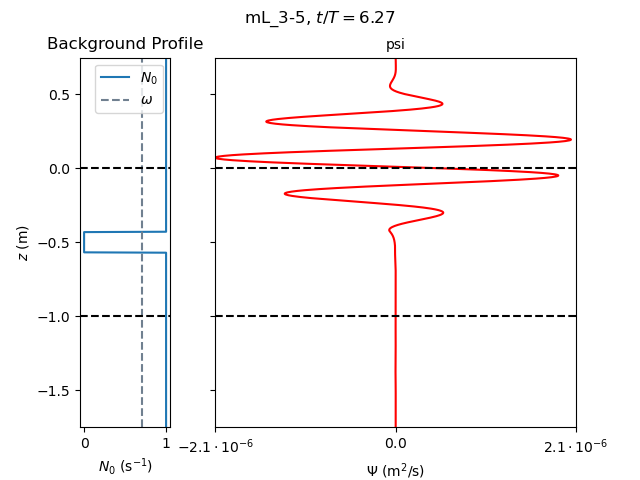 mL_3-5, t/T = 6.27
Background Profile
psi
N₀
ω
0.5
0.0
−0.5
−1.0
−1.5
z (m)
0
1
N₀ (s⁻¹)
−2.1 · 10⁻⁶
0.0
2.1 · 10⁻⁶
Ψ (m²/s)